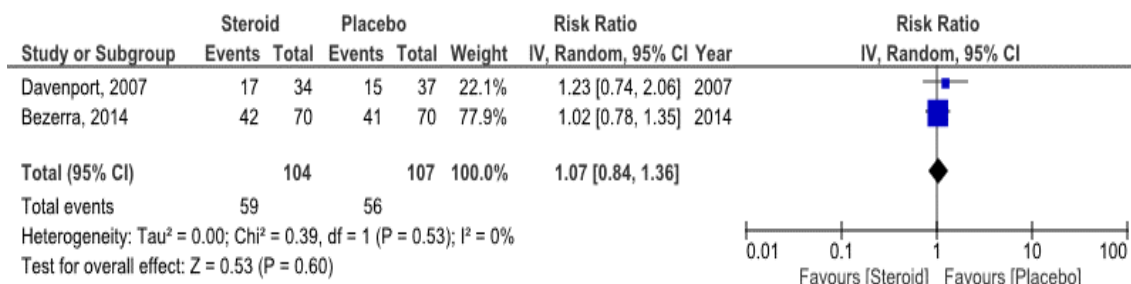 Steroid Placebo Risk Ratio Risk Ratio
Study or Subgroup Events Total Events Total Weight IV, Random, 95% CI Year IV, Random, 95% CI
Davenport, 2007 17 34 15 37 22.1% 1.23 [0.74, 2.06] 2007
Bezerra, 2014 42 70 41 70 77.9% 1.02 [0.78, 1.35] 2014
Total (95% CI) 104 107 100.0% 1.07 [0.84, 1.36]
Total events 59 56
Heterogeneity: Tau² = 0.00; Chi² = 0.39, df = 1 (P = 0.53); I² = 0%
Test for overall effect: Z = 0.53 (P = 0.60)
0.01 0.1 1 10 100
Favours [Steroid] Favours [Placebo]